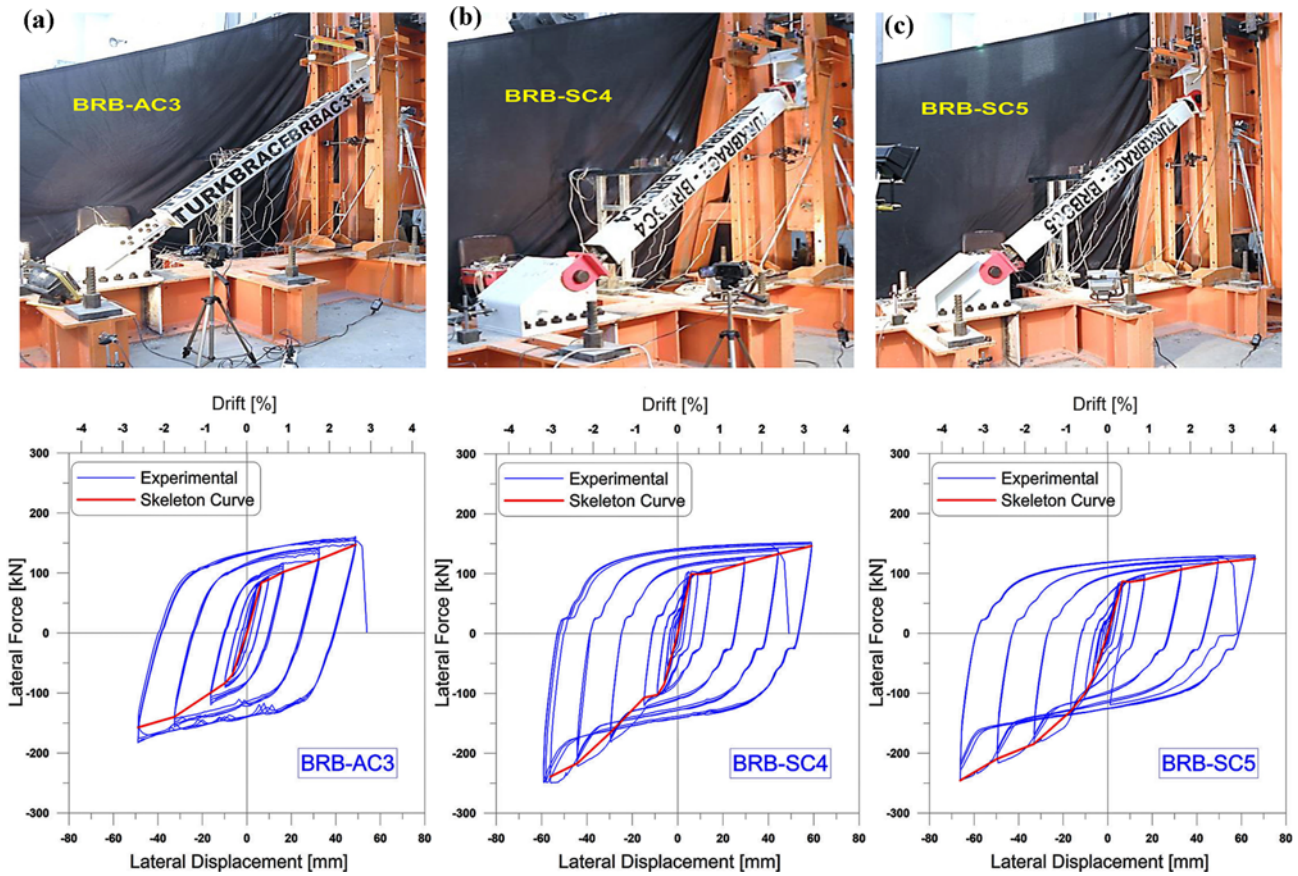 (a)
BRB-AC3
TURKBRACE BRBAC3
(b)
BRB-SC4
TURKBRACE - BRBSC4
(c)
BRB-SC5
TURKBRACE - BRBSC5
Drift [%]
-4 -3 -2 -1 0 1 2 3 4
300
200
100
0
-100
-200
-300
Lateral Force [kN]
Experimental
Skeleton Curve
BRB-AC3
-80 -60 -40 -20 0 20 40 60 80
Lateral Displacement [mm]
Drift [%]
-4 -3 -2 -1 0 1 2 3 4
300
200
100
0
-100
-200
-300
Lateral Force [kN]
Experimental
Skeleton Curve
BRB-SC4
-80 -60 -40 -20 0 20 40 60 80
Lateral Displacement [mm]
Drift [%]
-4 -3 -2 -1 0 1 2 3 4
300
200
100
0
-100
-200
-300
Lateral Force [kN]
Experimental
Skeleton Curve
BRB-SC5
-80 -60 -40 -20 0 20 40 60 80
Lateral Displacement [mm]